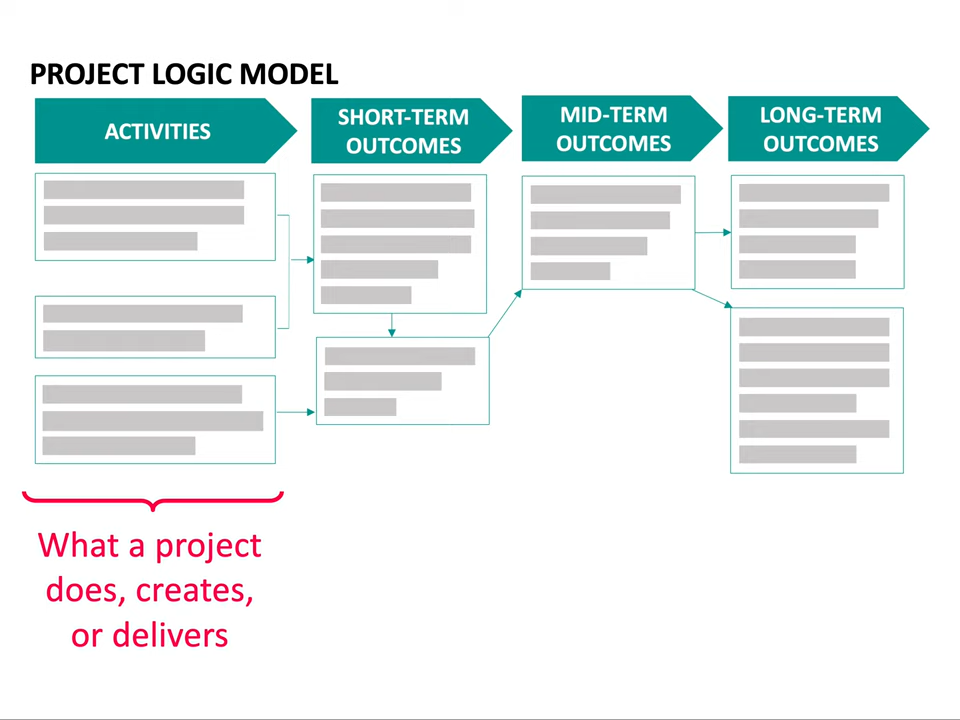 PROJECT LOGIC MODEL
ACTIVITIES
SHORT-TERM
OUTCOMES
MID-TERM
OUTCOMES
LONG-TERM
OUTCOMES
What a project
does, creates,
or delivers